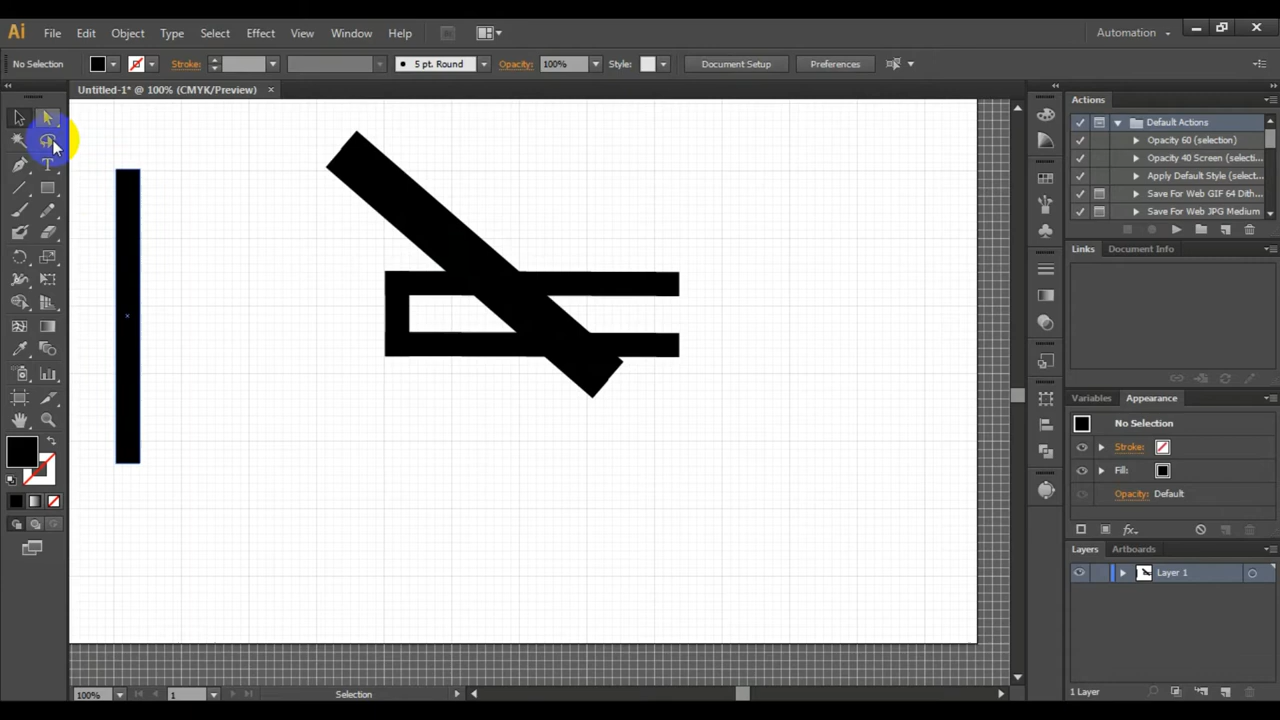 Ai File Edit Object Type Select Effect View Window Help Automation
No Selection Stroke: 5 pt. Round Opacity: 100% Style: Document Setup Preferences
Untitled-1* @ 100% (CMYK/Preview)
Actions
Default Actions
Opacity 60 (selection)
Opacity 40 Screen (selecti...
Apply Default Style (select...
Save For Web GIF 64 Dith...
Save For Web JPG Medium
Links Document Info
Variables Appearance
No Selection
Stroke:
Fill:
Opacity: Default
fx
Layers Artboards
Layer 1
1 Layer
100% 1 Selection